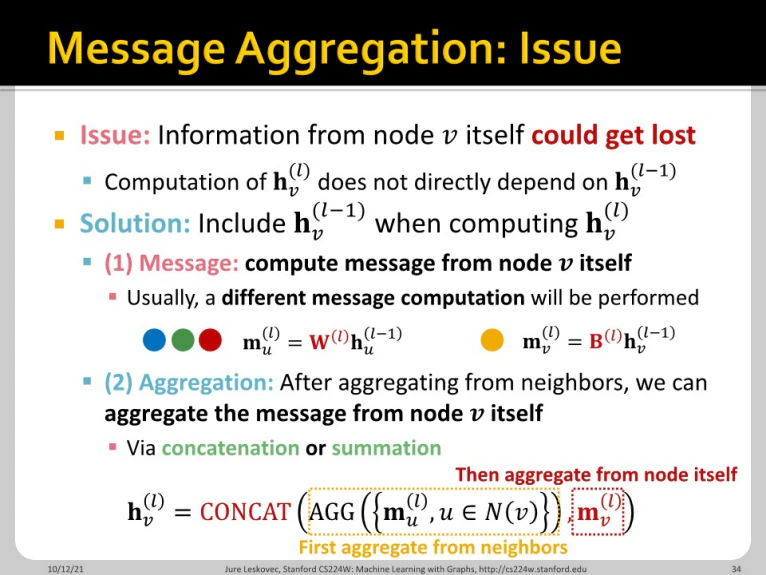 Message Aggregation: Issue
Issue: Information from node 𝑣 itself could get lost
Computation of 𝐡_𝑣^(𝑙) does not directly depend on 𝐡_𝑣^(𝑙−1)
Solution: Include 𝐡_𝑣^(𝑙−1) when computing 𝐡_𝑣^(𝑙)
(1) Message: compute message from node 𝒗 itself
Usually, a different message computation will be performed
𝐦_𝑢^(𝑙) = 𝐖^(𝑙)𝐡_𝑢^(𝑙−1) 𝐦_𝑣^(𝑙) = 𝐁^(𝑙)𝐡_𝑣^(𝑙−1)
(2) Aggregation: After aggregating from neighbors, we can
aggregate the message from node 𝒗 itself
Via concatenation or summation
Then aggregate from node itself
𝐡_𝑣^(𝑙) = CONCAT(AGG({𝐦_𝑢^(𝑙), 𝑢 ∈ 𝑁(𝑣)}), 𝐦_𝑣^(𝑙))
First aggregate from neighbors
10/12/21 Jure Leskovec, Stanford CS224W: Machine Learning with Graphs, http://cs224w.stanford.edu 34